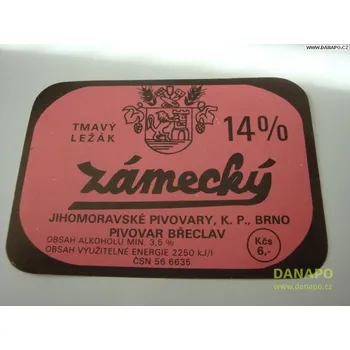 WWW.DANAPO.CZ
TMAVÝ
LEŽÁK
14%
zámecký
JIHOMORAVSKÉ PIVOVARY, K. P., BRNO
PIVOVAR BŘECLAV
OBSAH ALKOHOLU MIN. 3,5 %
OBSAH VYUŽITELNÉ ENERGIE 2250 kJ/l
ČSN 56 6635
Kčs
6,-
DANAPO
www.danapo.cz